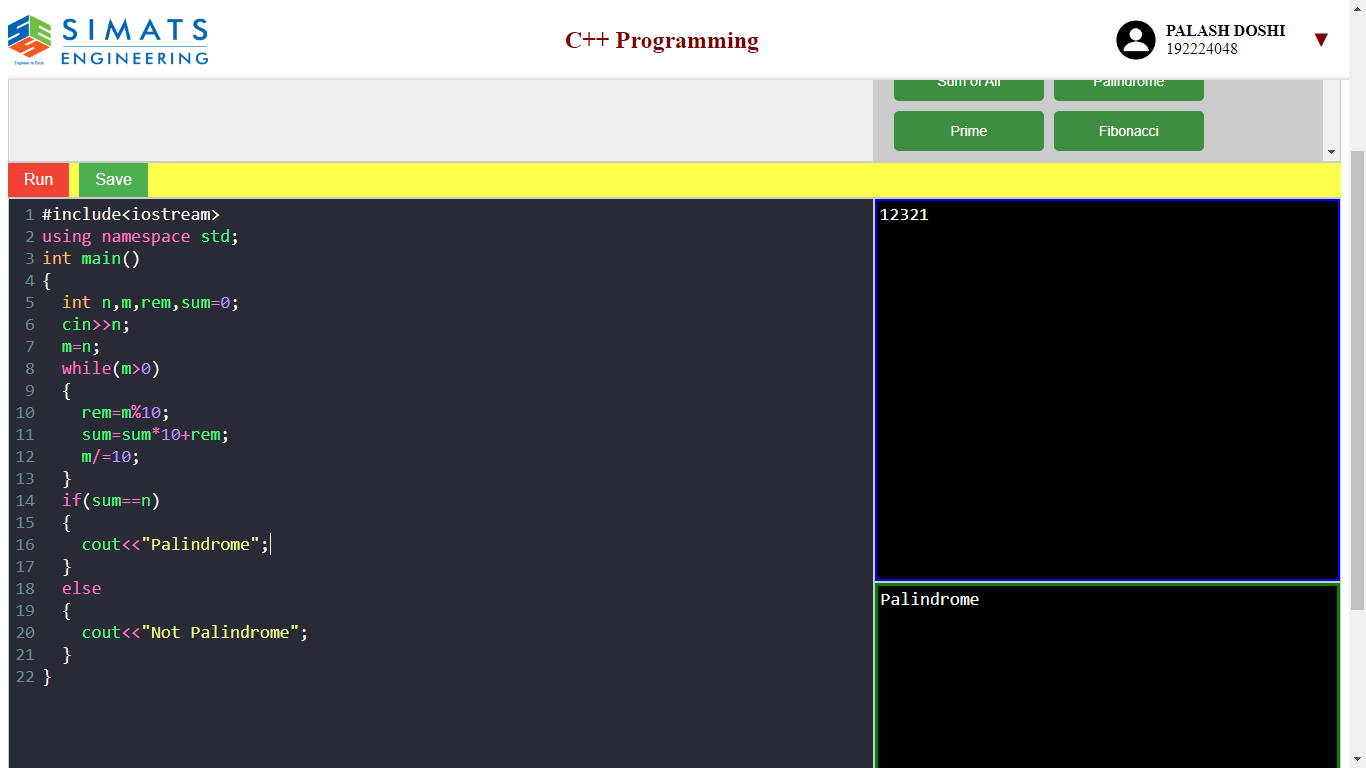 SIMATS
ENGINEERING
Engineer to Excel
C++ Programming
PALASH DOSHI
192224048
▼
Sum of All
Palindrome
Prime
Fibonacci
Run
Save
1 #include<iostream>
2 using namespace std;
3 int main()
4 {
5   int n,m,rem,sum=0;
6   cin>>n;
7   m=n;
8   while(m>0)
9   {
10     rem=m%10;
11     sum=sum*10+rem;
12     m/=10;
13   }
14   if(sum==n)
15   {
16     cout<<"Palindrome";
17   }
18   else
19   {
20     cout<<"Not Palindrome";
21   }
22 }
12321
Palindrome